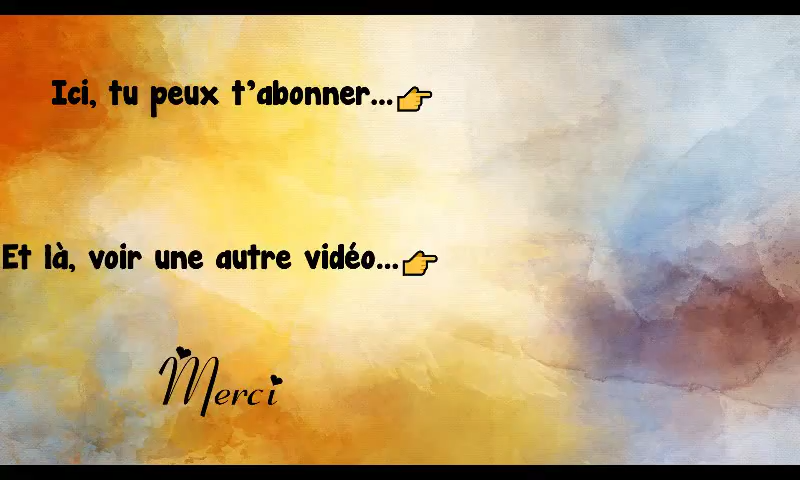 Ici, tu peux t'abonner...👉
Et là, voir une autre vidéo...👉
Merci